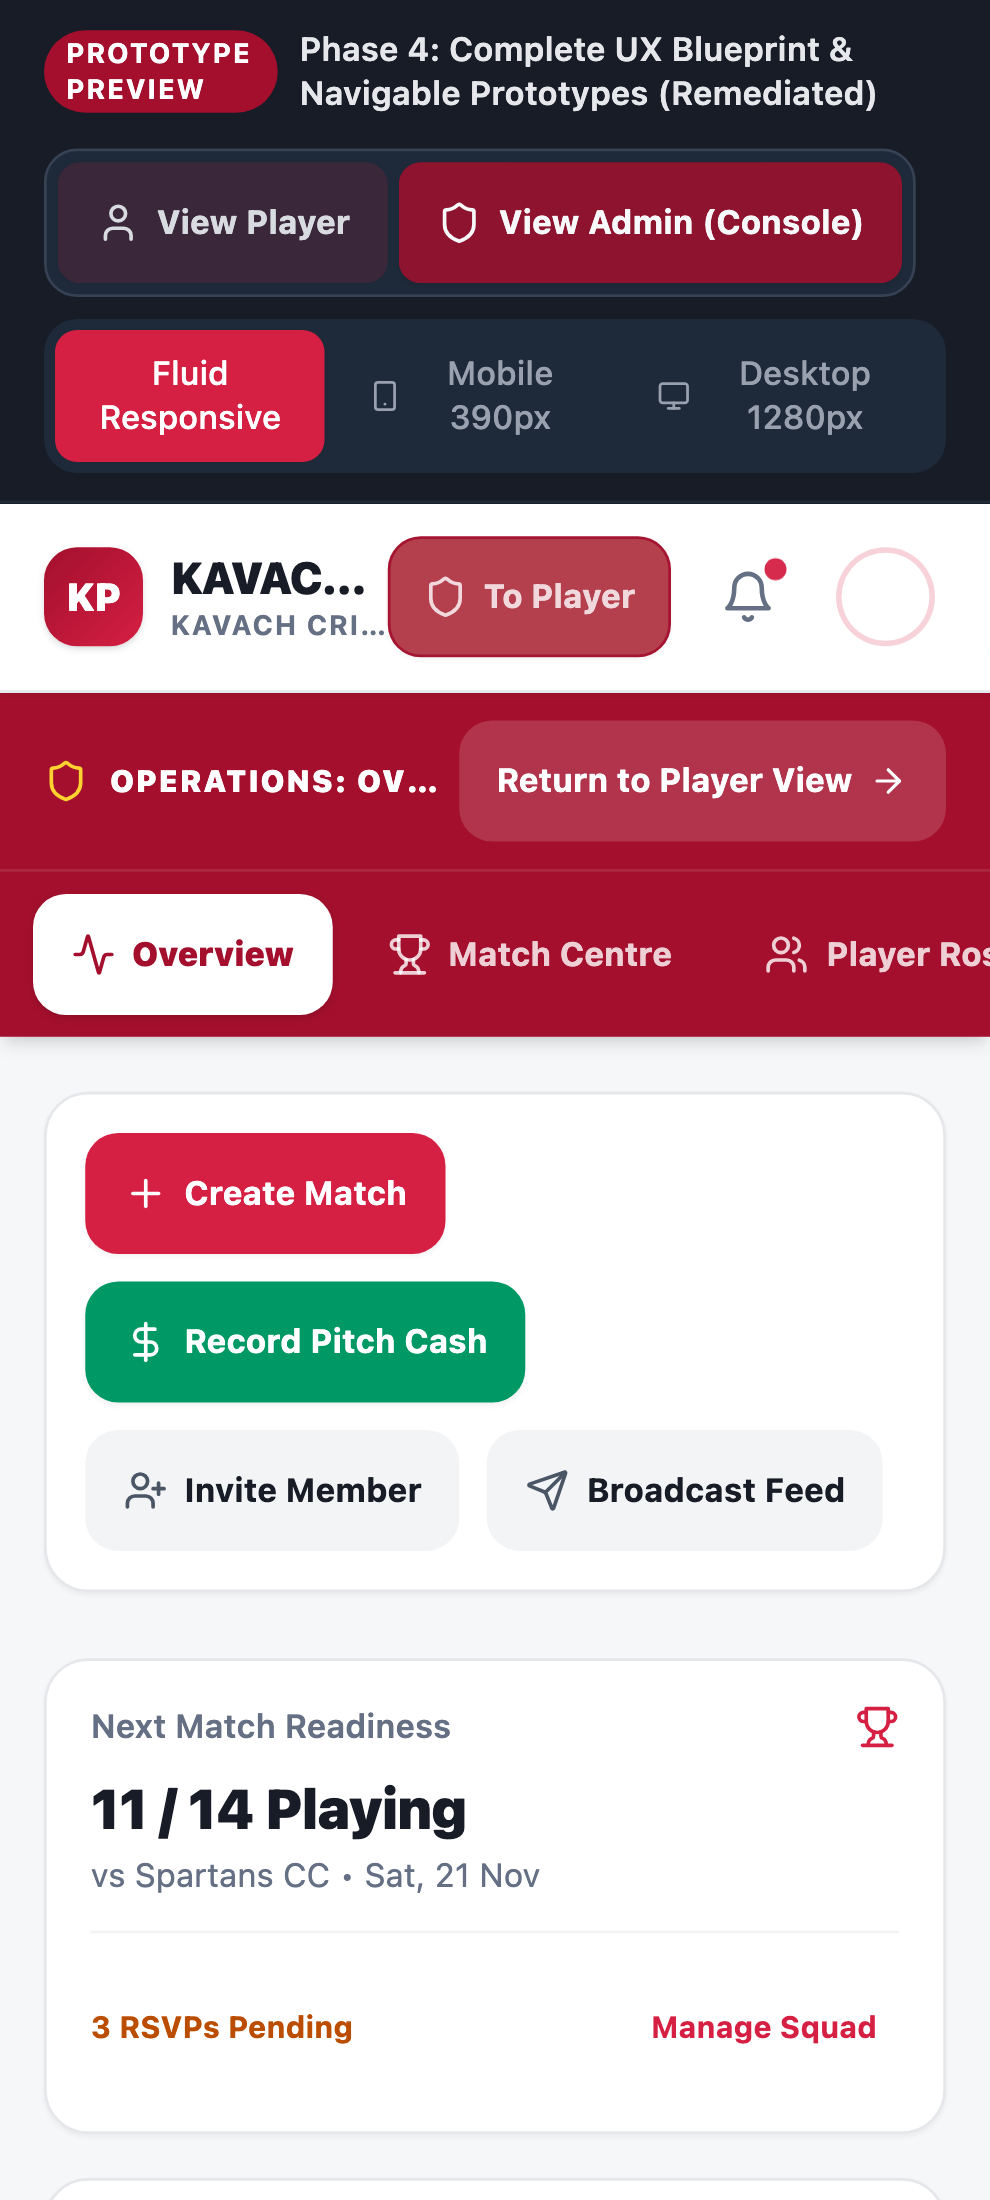 PROTOTYPE
PREVIEW
Phase 4: Complete UX Blueprint &
Navigable Prototypes (Remediated)
View Player
View Admin (Console)
Fluid
Responsive
Mobile
390px
Desktop
1280px
KP
KAVAC...
KAVACH CRI...
To Player
OPERATIONS: OV...
Return to Player View
Overview
Match Centre
Player Ros
Create Match
Record Pitch Cash
Invite Member
Broadcast Feed
Next Match Readiness
11 / 14 Playing
vs Spartans CC • Sat, 21 Nov
3 RSVPs Pending
Manage Squad